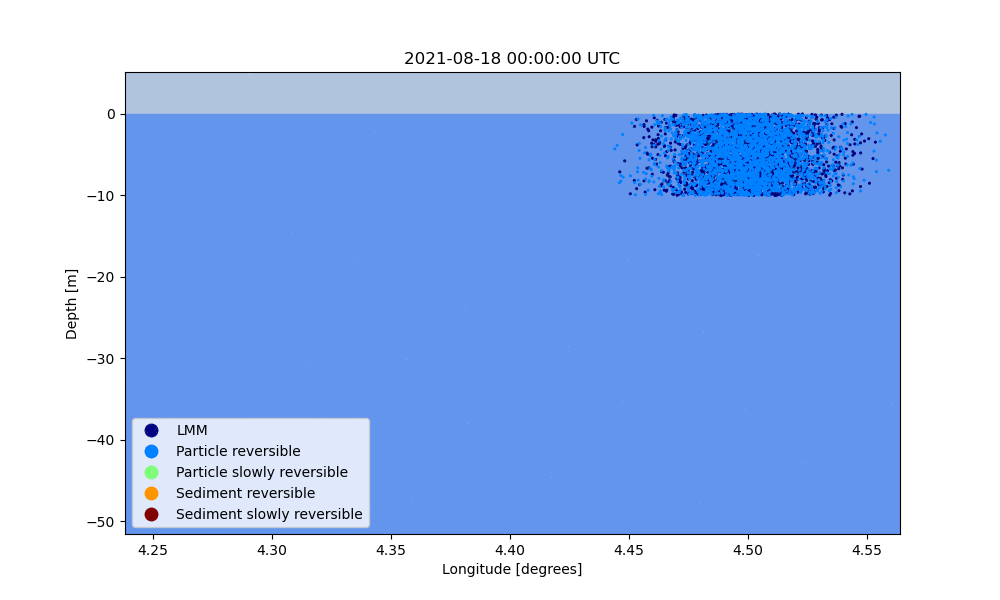 2021-08-18 00:00:00 UTC
0
−10
−20
−30
−40
−50
Depth [m]
LMM
Particle reversible
Particle slowly reversible
Sediment reversible
Sediment slowly reversible
4.25 4.30 4.35 4.40 4.45 4.50 4.55
Longitude [degrees]